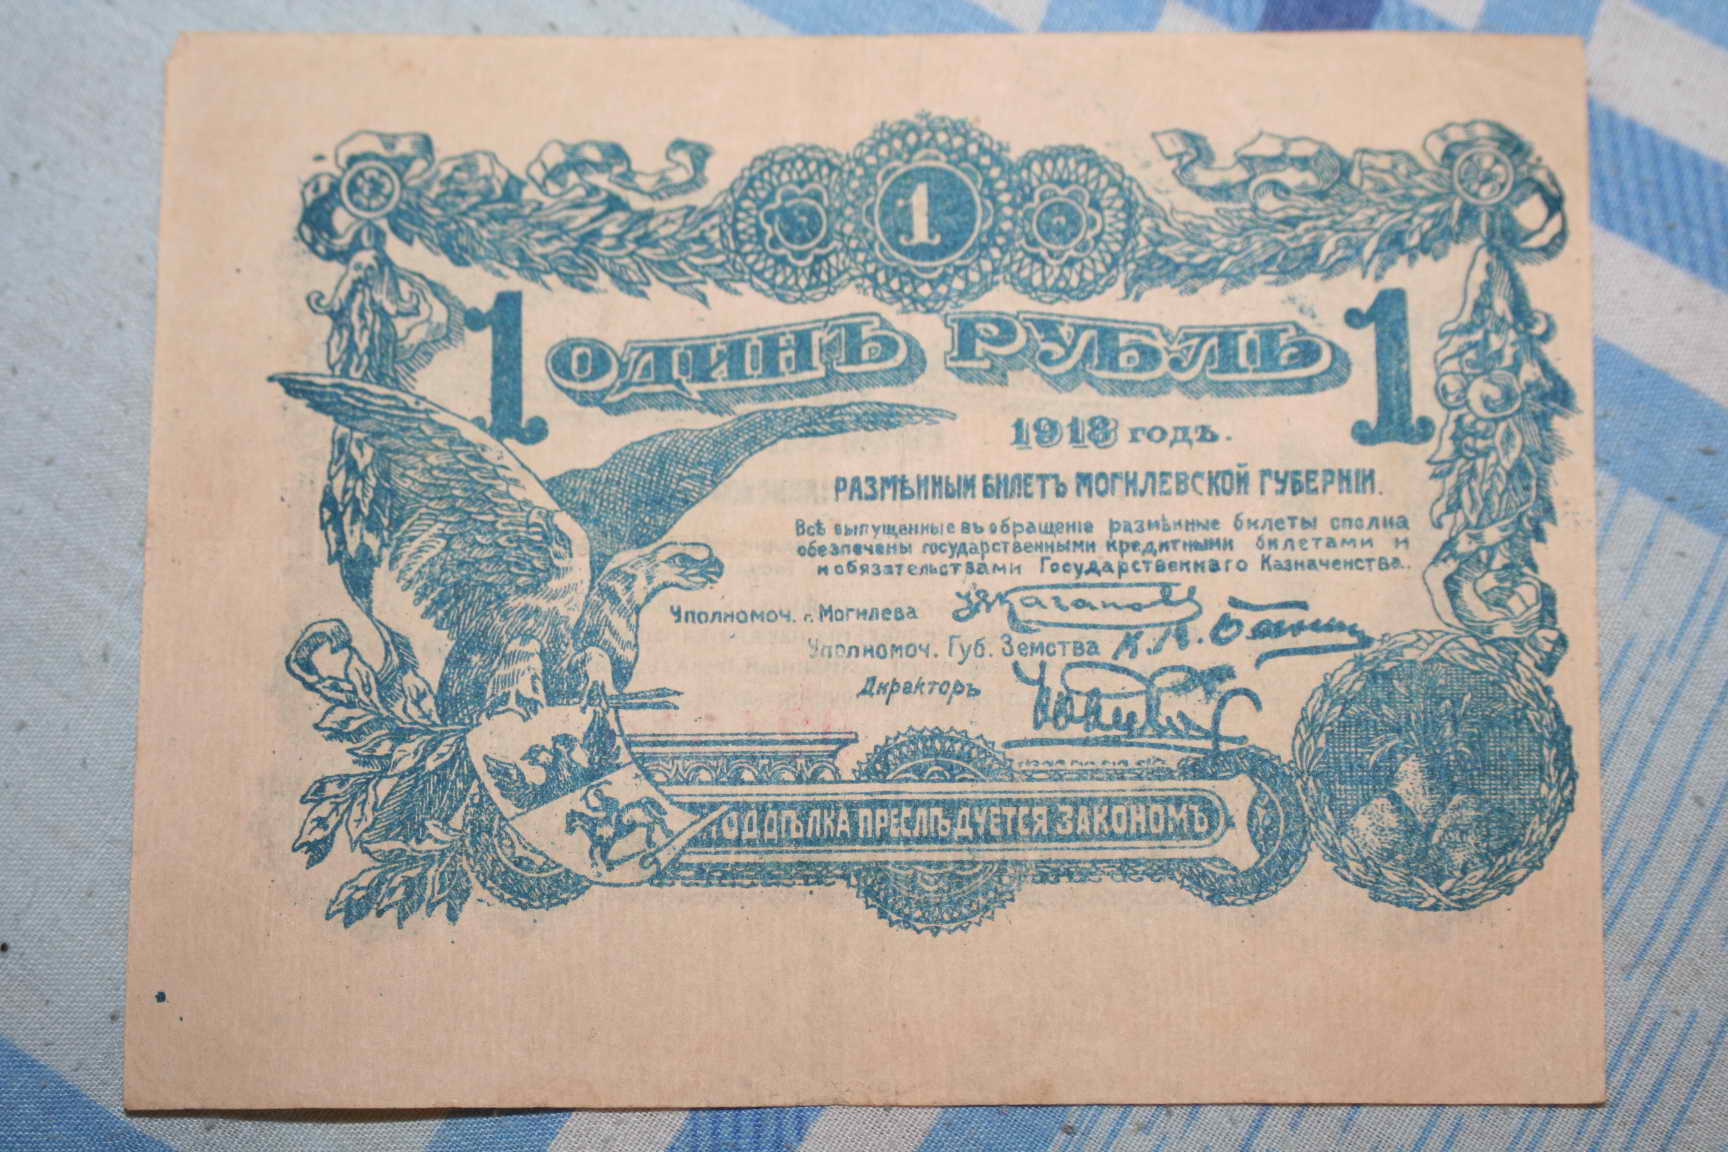 1
1 ОДИНЪ РУБЛЬ 1
1918 годъ.
РАЗМѢННЫЙ БИЛЕТЪ МОГИЛЕВСКОЙ ГУБЕРНІИ.
Всѣ выпущенные въ обращеніе размѣнные билеты сполна
обезпечены государственными кредитными билетами и
и обязательствами Государственнаго Казначенства.
Уполномоч. г. Могилева
Уполномоч. Губ. Земства
Директоръ
ПОДДѢЛКА ПРЕСЛѢДУЕТСЯ ЗАКОНОМЪ